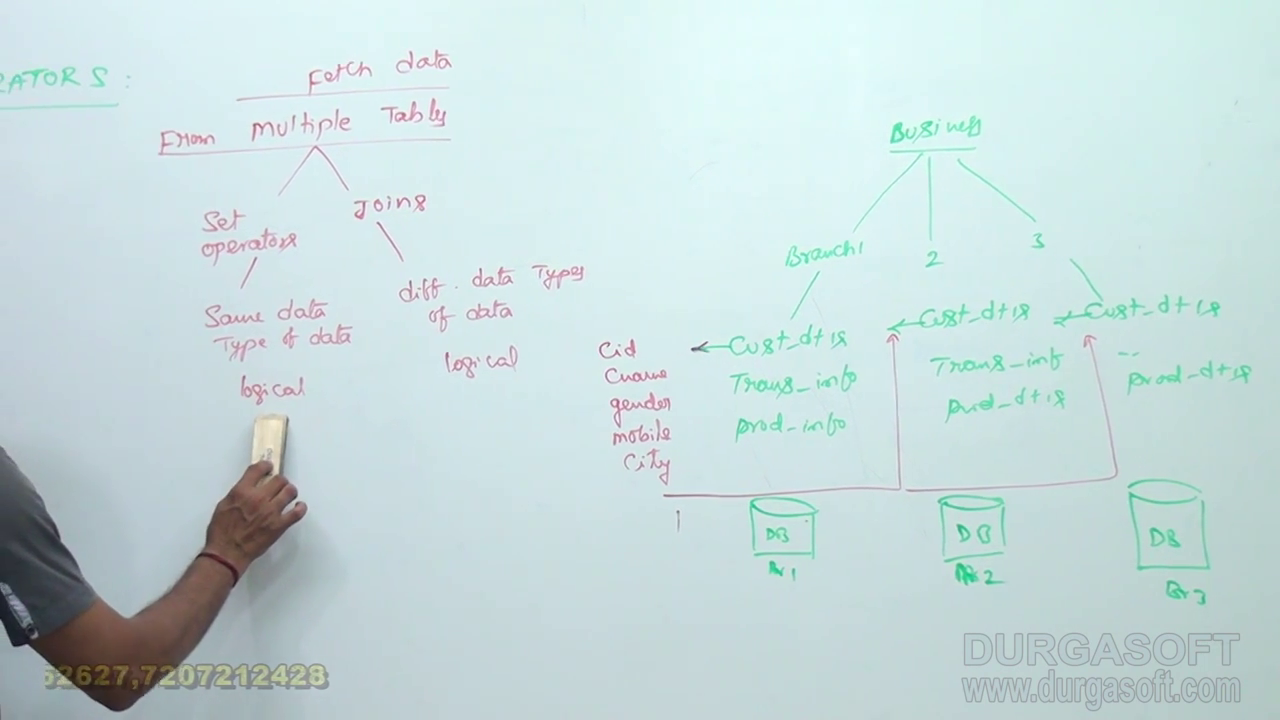 RATORS :
Fetch data
From multiple Tables
Set
operators
Joins
Same data
Type of data
logical
diff. data Types
of data
logical
Business
Branch1
2
3
Cust_dtls
Trans_info
prod_info
Cust_dtls
Trans_info
prod_dtls
Cust_dtls
prod_dtls
Cid
Cname
gender
mobile
City
DB
Br1
DB
Br2
DB
Br3
62627,7207212428
DURGASOFT
www.durgasoft.com